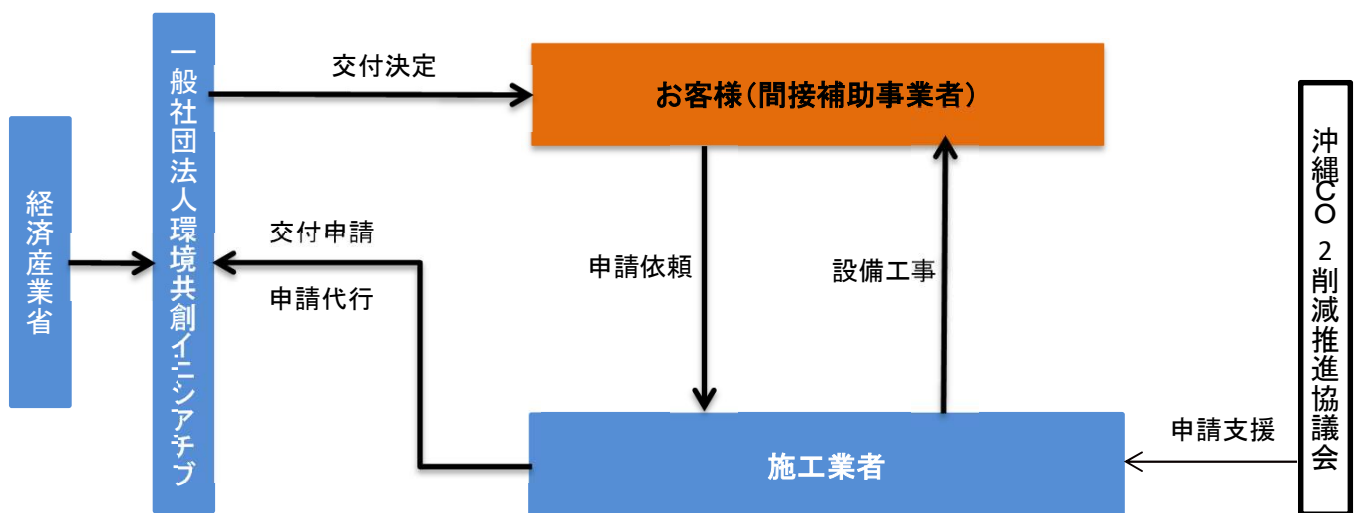 経済産業省
一般社団法人環境共創イニシアチブ
交付決定
お客様(間接補助事業者)
交付申請
申請代行
申請依頼
設備工事
施工業者
申請支援
沖縄CO2削減推進協議会